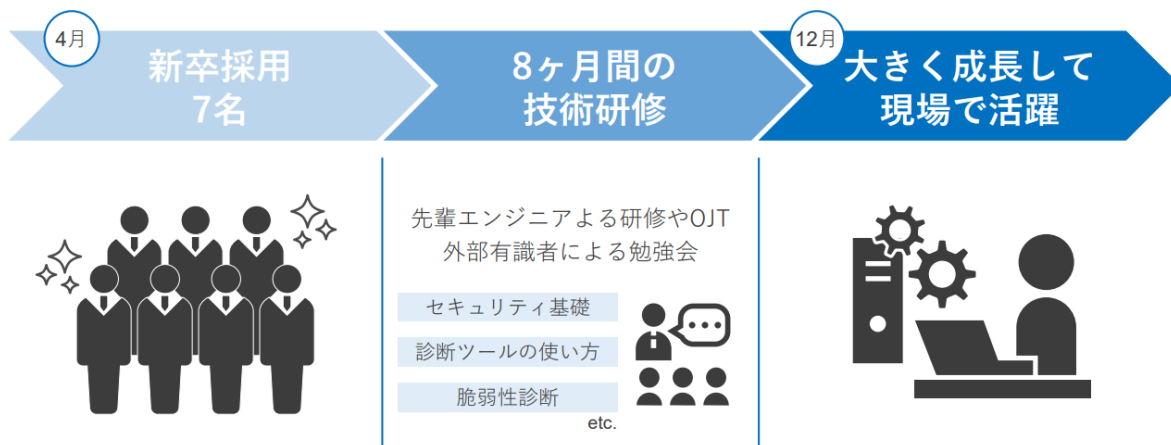 4月
新卒採用
7名
8ヶ月間の
技術研修
12月
大きく成長して
現場で活躍
先輩エンジニアよる研修やOJT
外部有識者による勉強会
セキュリティ基礎
診断ツールの使い方
脆弱性診断
etc.